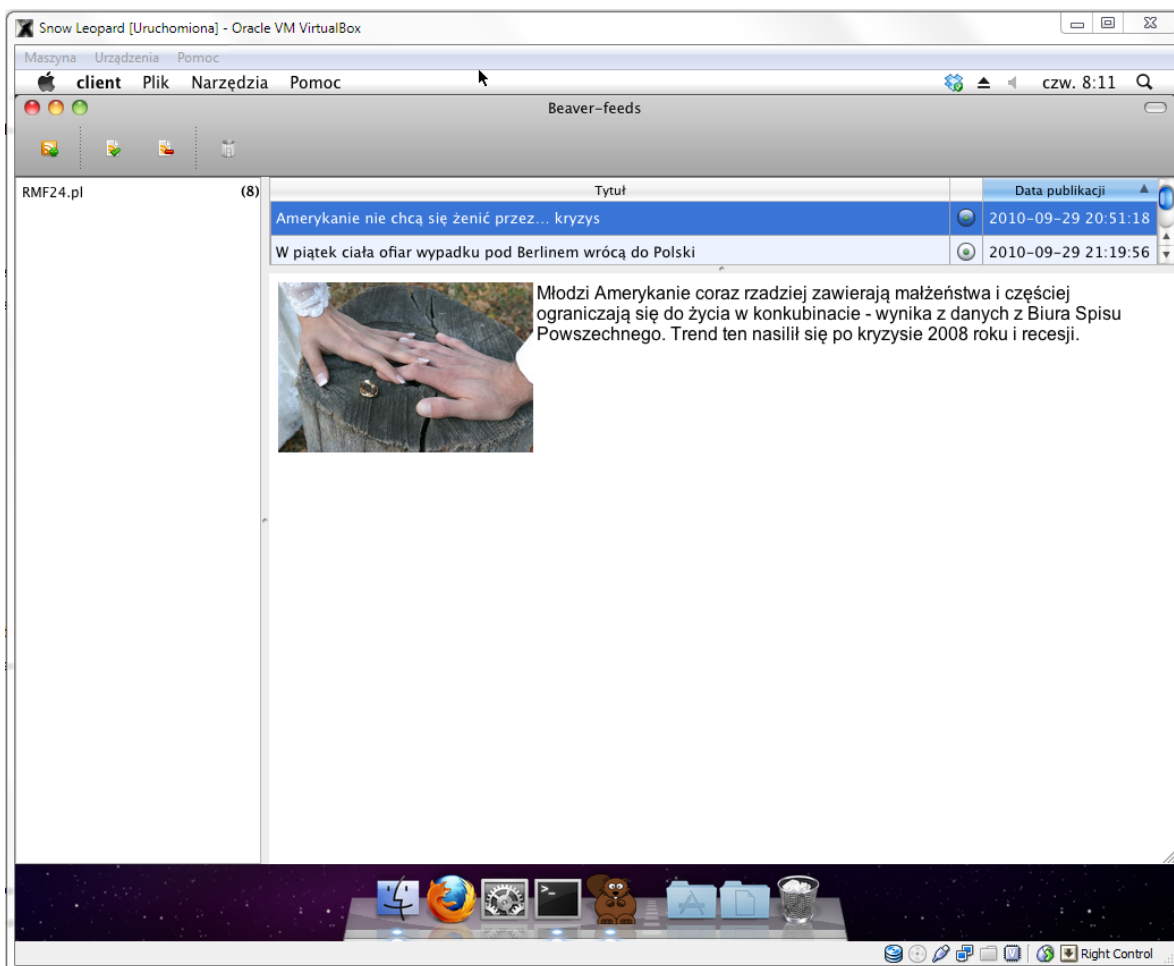 Snow Leopard [Uruchomiona] - Oracle VM VirtualBox
Maszyna Urządzenia Pomoc
client Plik Narzędzia Pomoc czw. 8:11
Beaver-feeds
RMF24.pl (8)
Tytuł Data publikacji
Amerykanie nie chcą się żenić przez... kryzys 2010-09-29 20:51:18
W piątek ciała ofiar wypadku pod Berlinem wrócą do Polski 2010-09-29 21:19:56
Młodzi Amerykanie coraz rzadziej zawierają małżeństwa i częściej
ograniczają się do życia w konkubinacie - wynika z danych z Biura Spisu
Powszechnego. Trend ten nasilił się po kryzysie 2008 roku i recesji.
Right Control